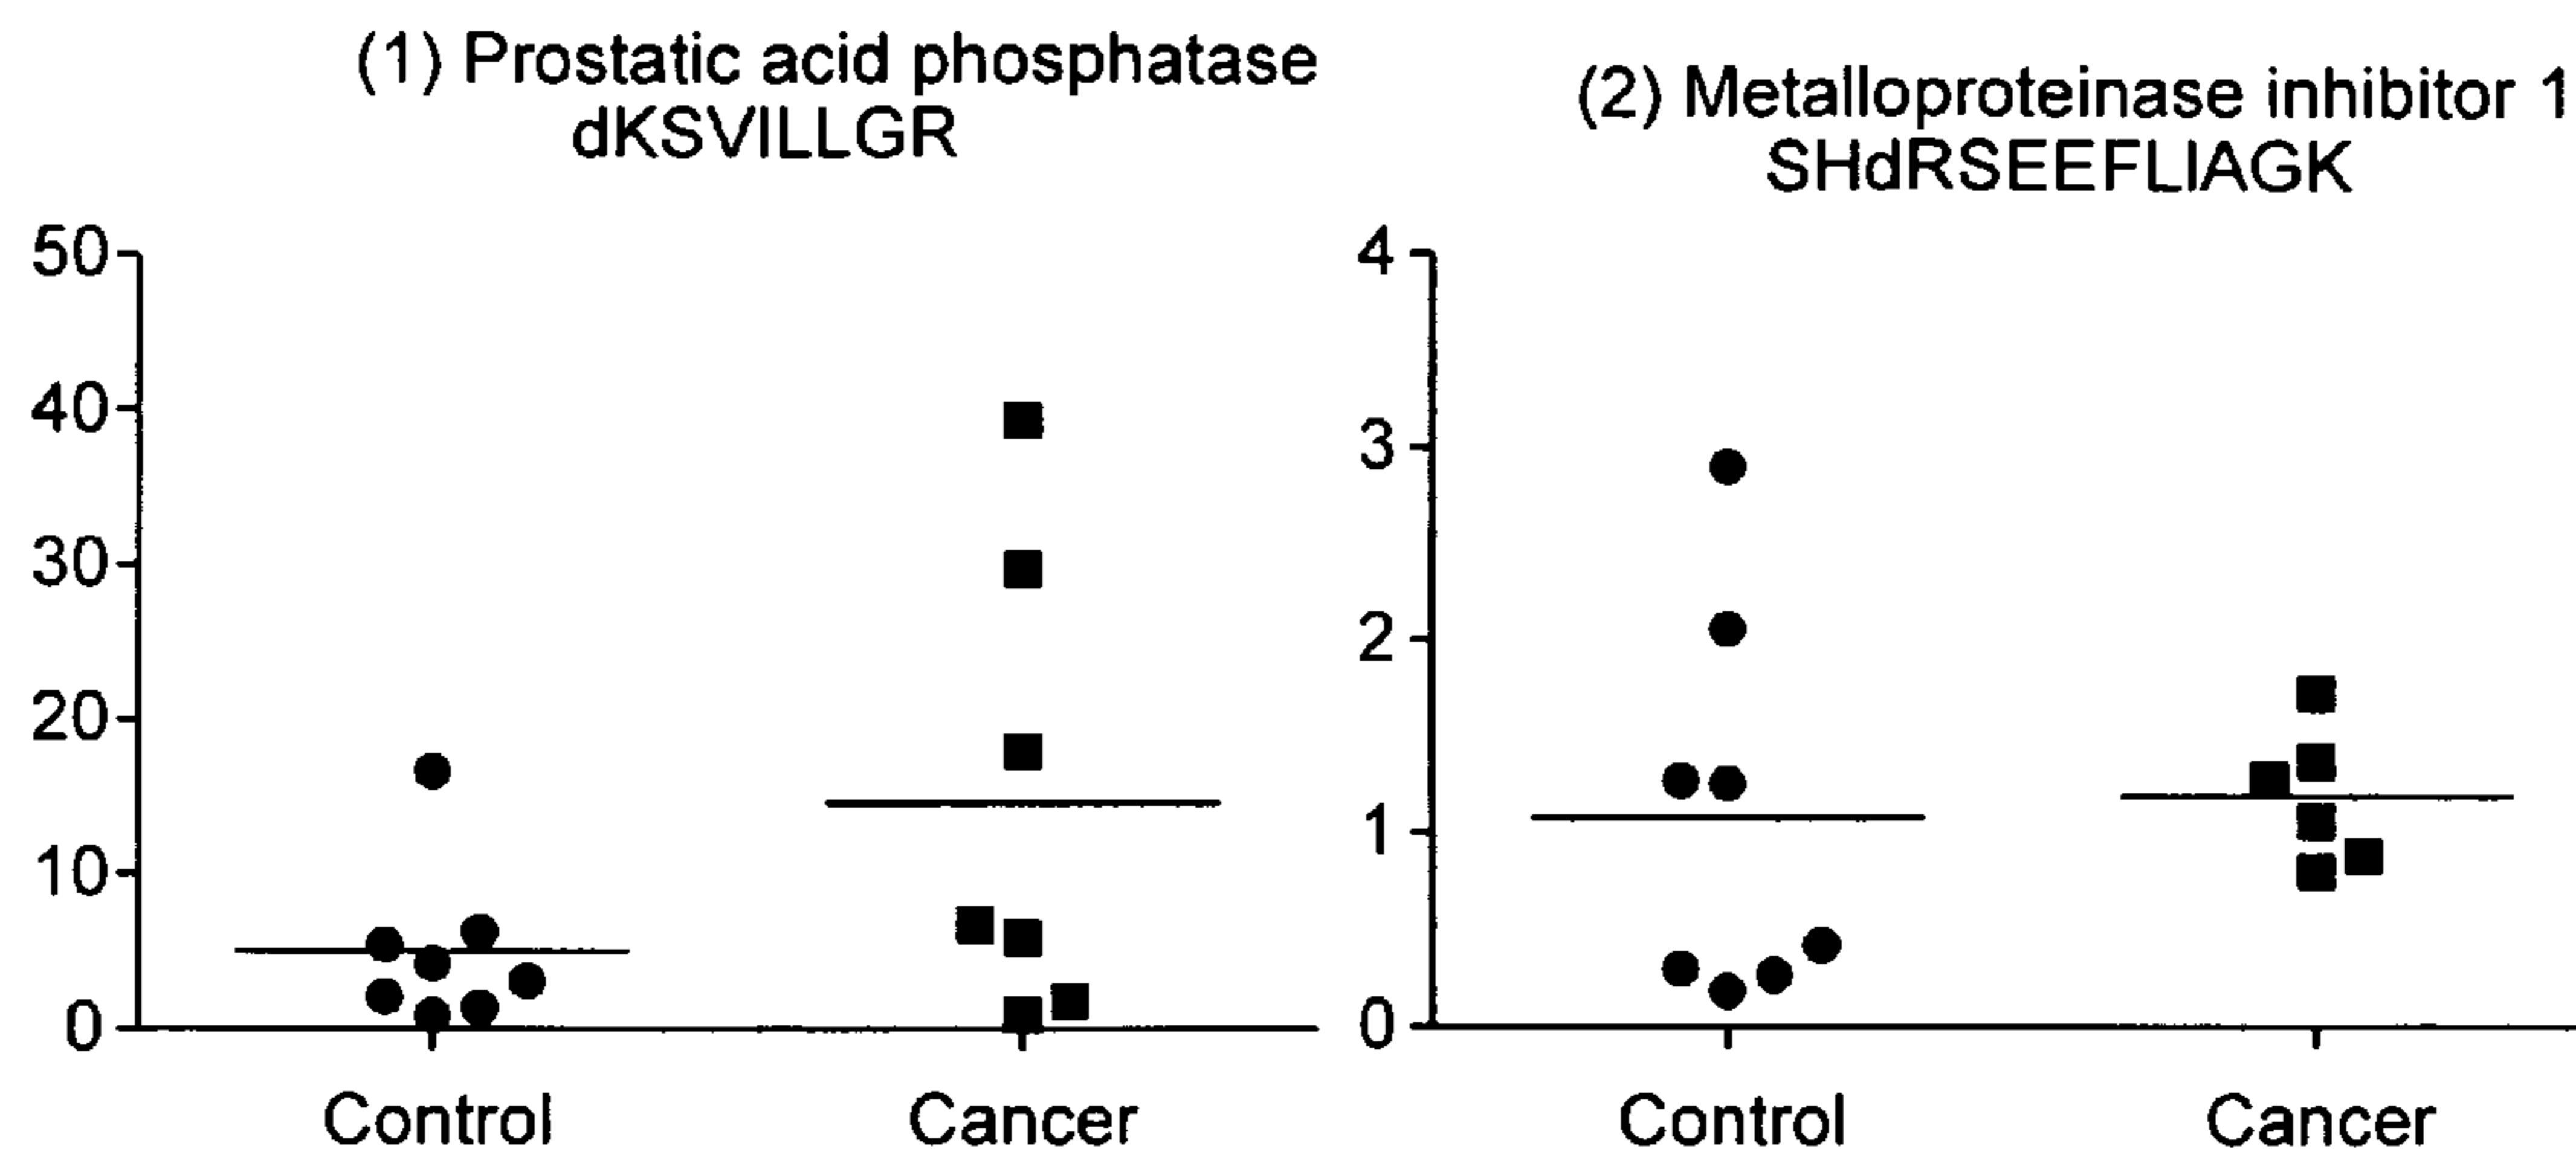 (1) Prostatic acid phosphatase
dKSVILLGR
50
40
30
20
10
0
Control Cancer
(2) Metalloproteinase inhibitor 1
SHdRSEEFLIAGK
4
3
2
1
0
Control Cancer